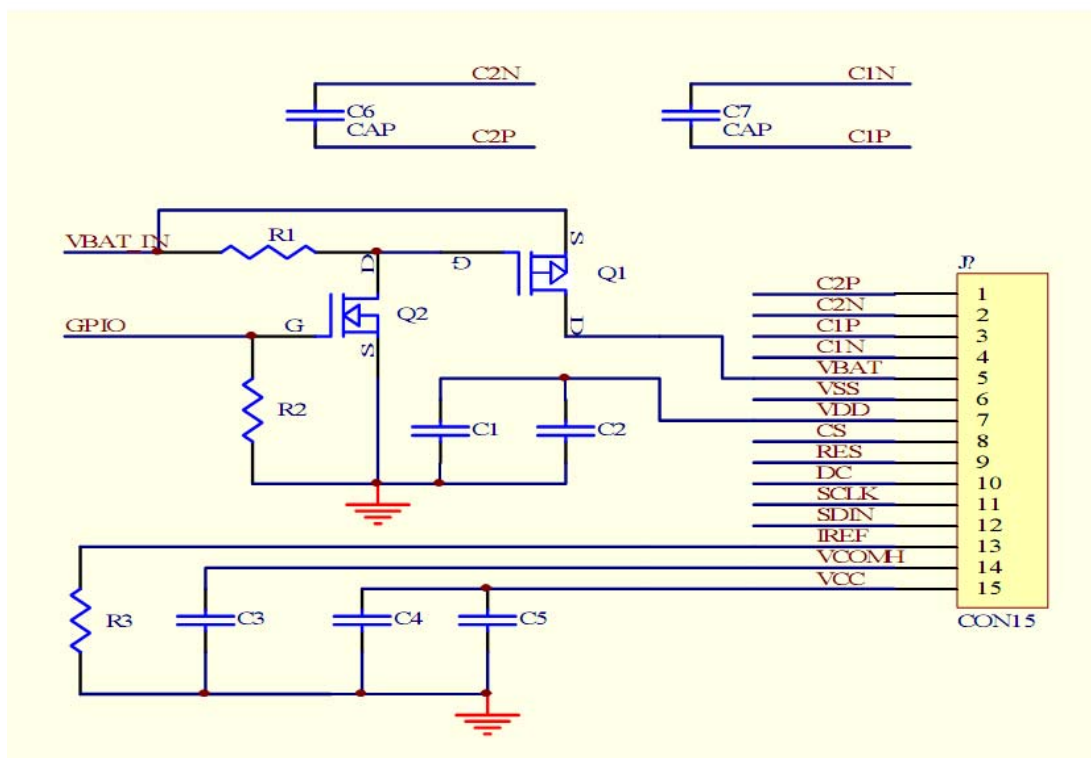 C2N
C6
CAP
C2P
C1N
C7
CAP
C1P
VBAT_IN
R1
D
G
S
Q1
D
GPIO
G
Q2
S
R2
C1
C2
J?
C2P 1
C2N 2
C1P 3
C1N 4
VBAT 5
VSS 6
VDD 7
CS 8
RES 9
DC 10
SCLK 11
SDIN 12
IREF 13
VCOMH 14
VCC 15
CON15
R3
C3
C4
C5